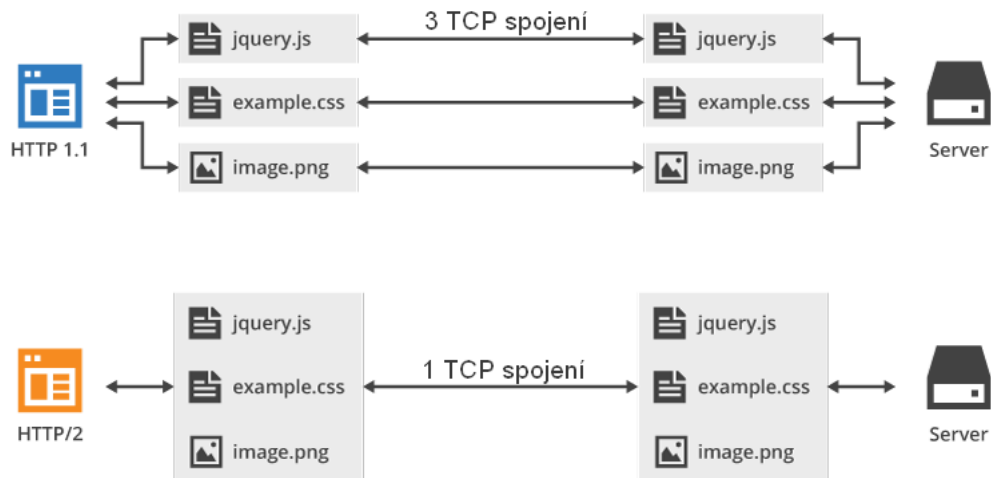 3 TCP spojení
jquery.js
jquery.js
example.css
example.css
HTTP 1.1
Server
image.png
image.png
jquery.js
jquery.js
1 TCP spojení
example.css
example.css
HTTP/2
Server
image.png
image.png